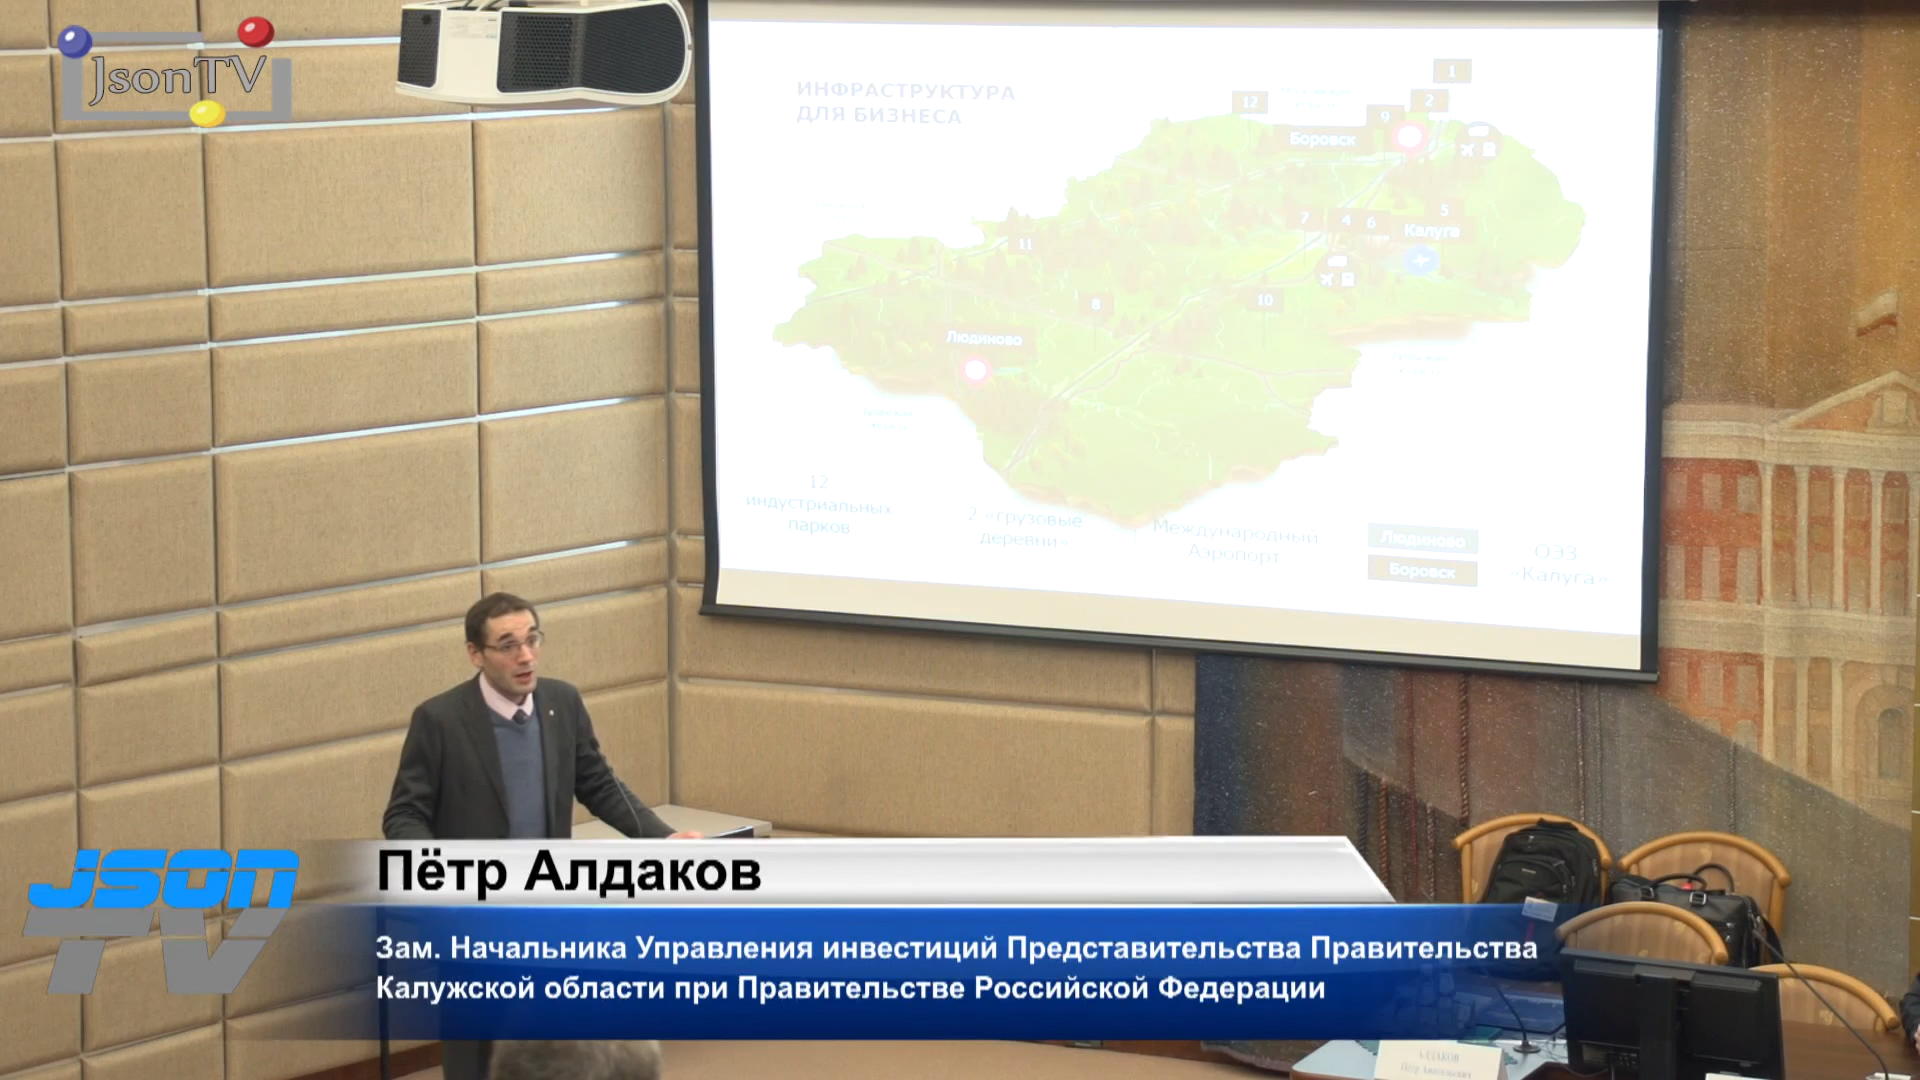 JsonTV
ИНФРАСТРУКТУРА
ДЛЯ БИЗНЕСА
1
2
12
9
Боровск
5
7
4
6
Калуга
11
8
10
Людиново
12
индустриальных
парков
2 «грузовые
деревни»
Международный
Аэропорт
Людиново
Боровск
ОЭЗ
«Калуга»
Пётр Алдаков
JSON
TV
Зам. Начальника Управления инвестиций Представительства Правительства
Калужской области при Правительстве Российской Федерации
АЛДАКОВ